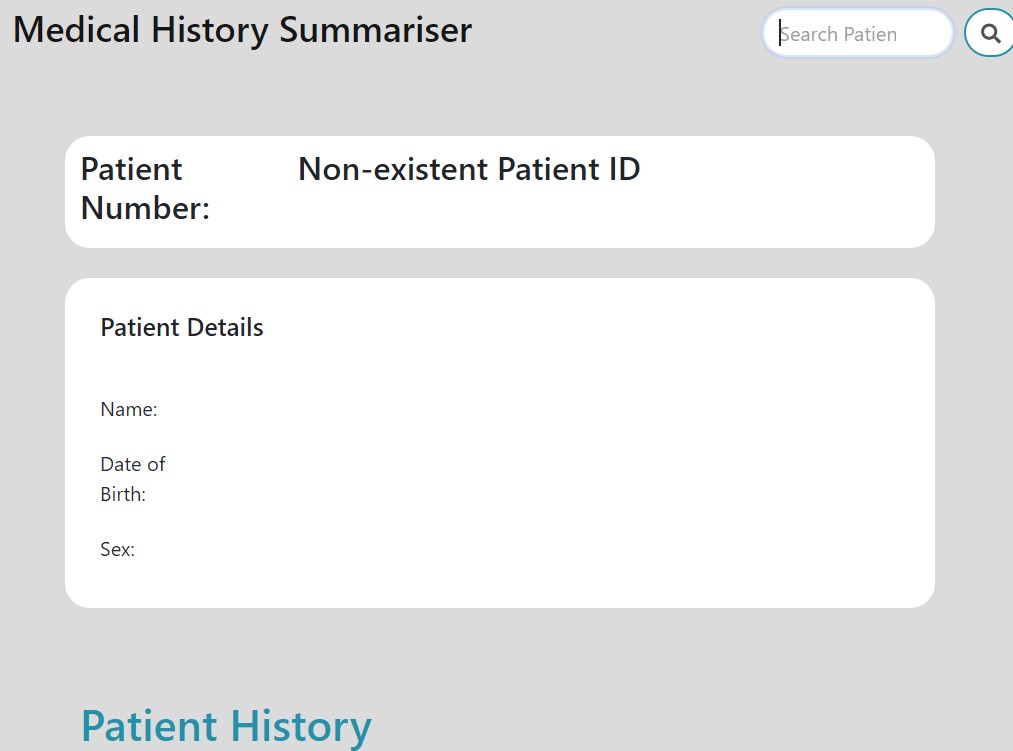 Medical History Summariser
Search Patien
Patient Number:
Non-existent Patient ID
Patient Details
Name:
Date of
Birth:
Sex:
Patient History